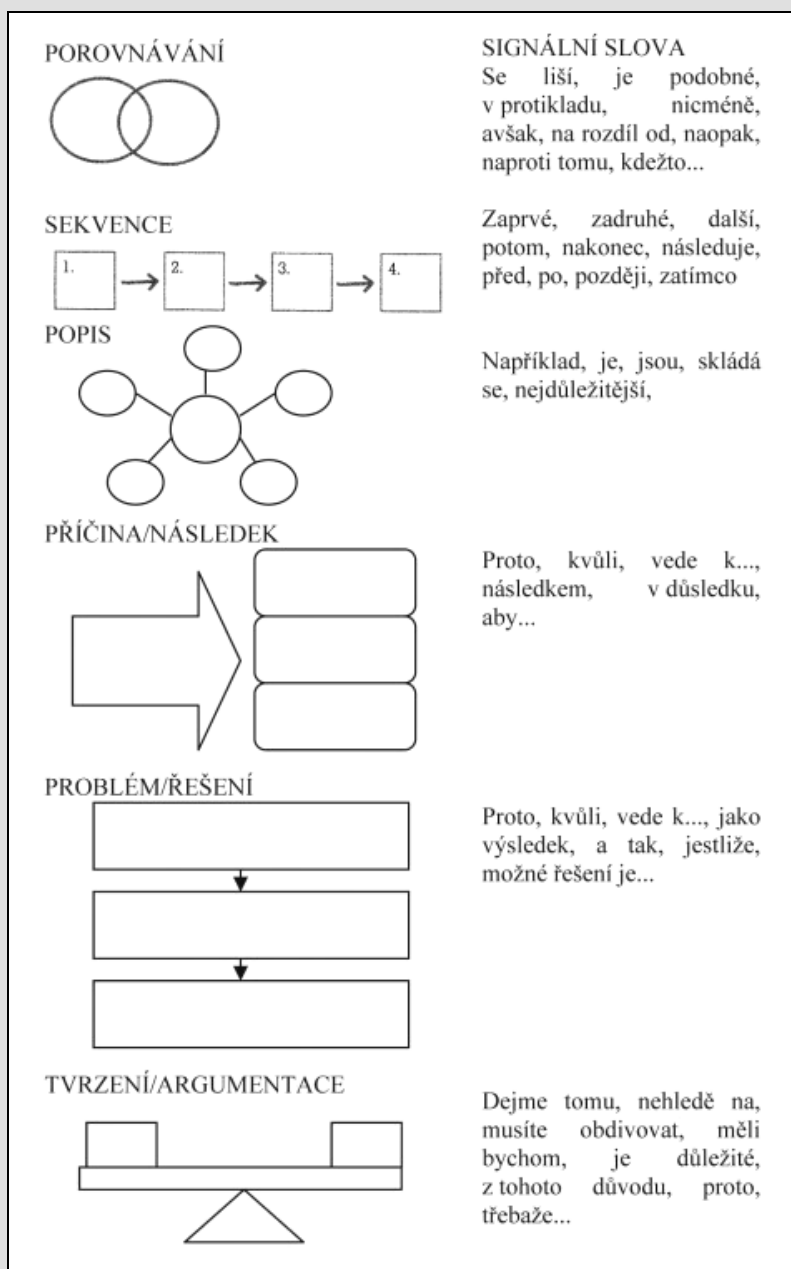 POROVNÁVÁNÍ
SIGNÁLNÍ SLOVA
Se liší, je podobné,
v protikladu, nicméně,
avšak, na rozdíl od, naopak,
naproti tomu, kdežto...
SEKVENCE
1.
2.
3.
4.
Zaprvé, zadruhé, další,
potom, nakonec, následuje,
před, po, později, zatímco
POPIS
Například, je, jsou, skládá
se, nejdůležitější,
PŘÍČINA/NÁSLEDEK
Proto, kvůli, vede k...,
následkem, v důsledku,
aby...
PROBLÉM/ŘEŠENÍ
Proto, kvůli, vede k..., jako
výsledek, a tak, jestliže,
možné řešení je...
TVRZENÍ/ARGUMENTACE
Dejme tomu, nehledě na,
musíte obdivovat, měli
bychom, je důležité,
z tohoto důvodu, proto,
třebaže...